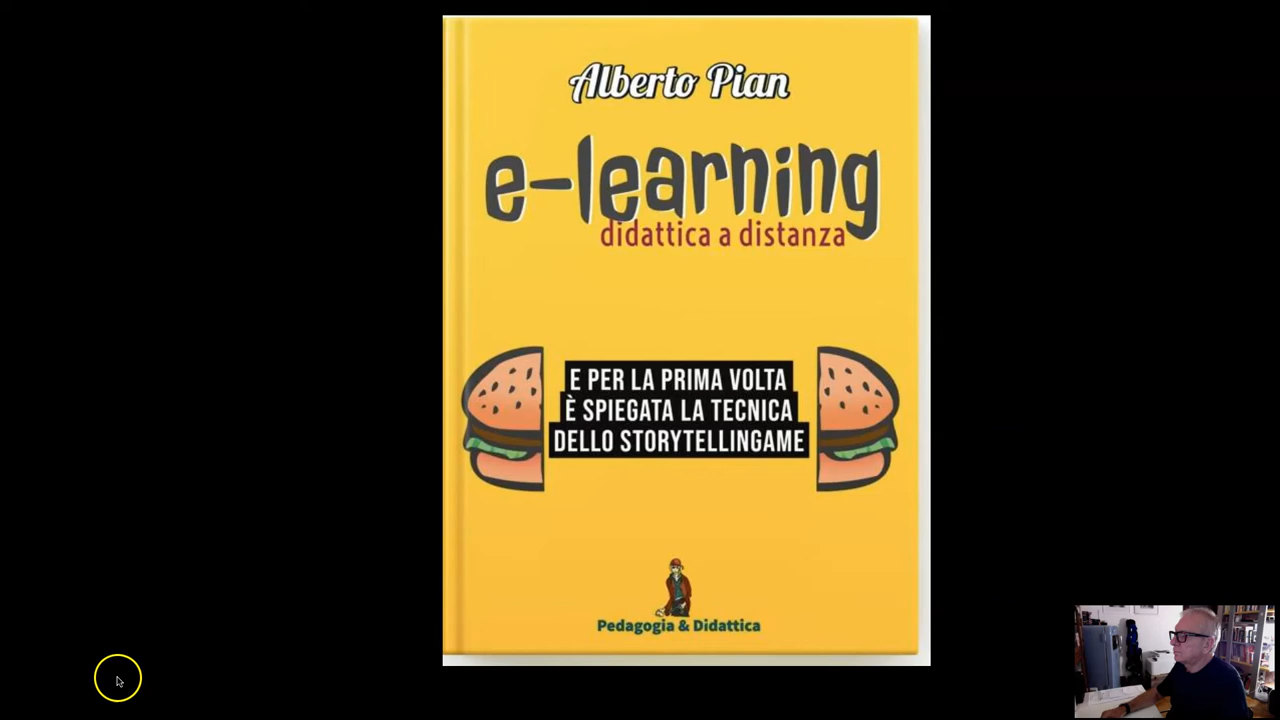 Alberto Pian
e-learning
didattica a distanza
E PER LA PRIMA VOLTA
È SPIEGATA LA TECNICA
DELLO STORYTELLINGAME
Pedagogia & Didattica